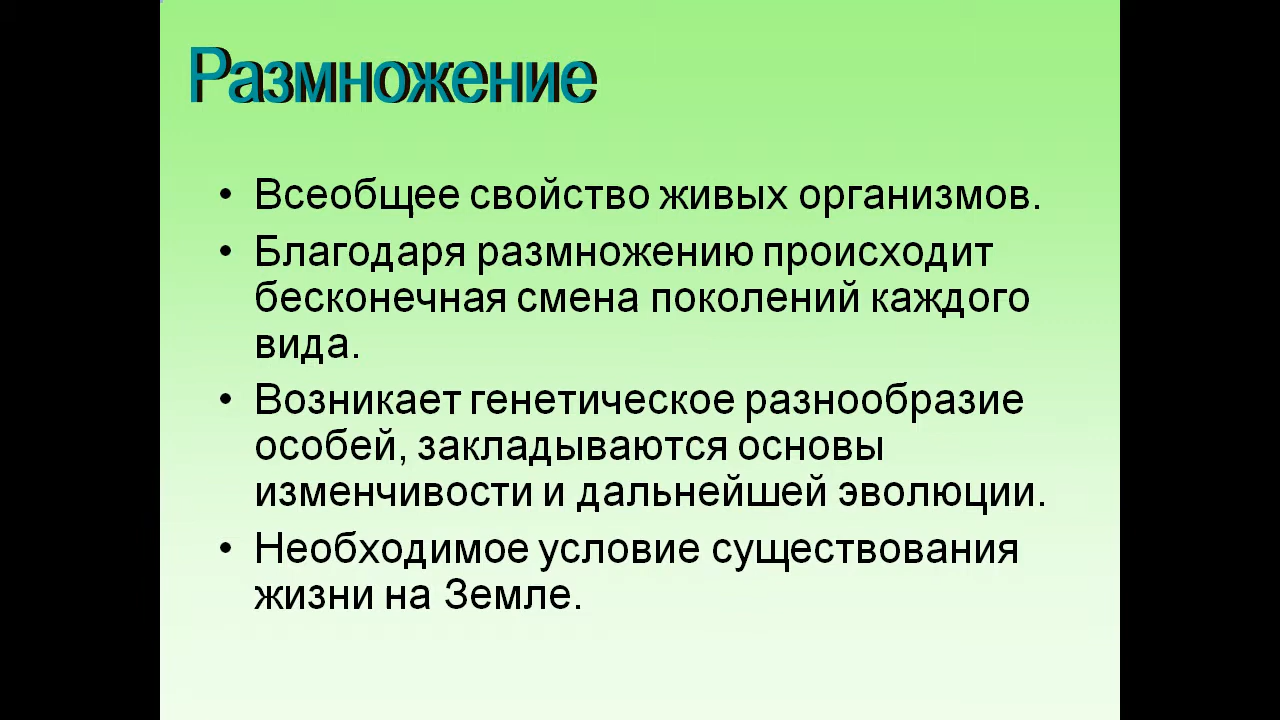 Размножение
• Всеобщее свойство живых организмов.
• Благодаря размножению происходит
бесконечная смена поколений каждого
вида.
• Возникает генетическое разнообразие
особей, закладываются основы
изменчивости и дальнейшей эволюции.
• Необходимое условие существования
жизни на Земле.